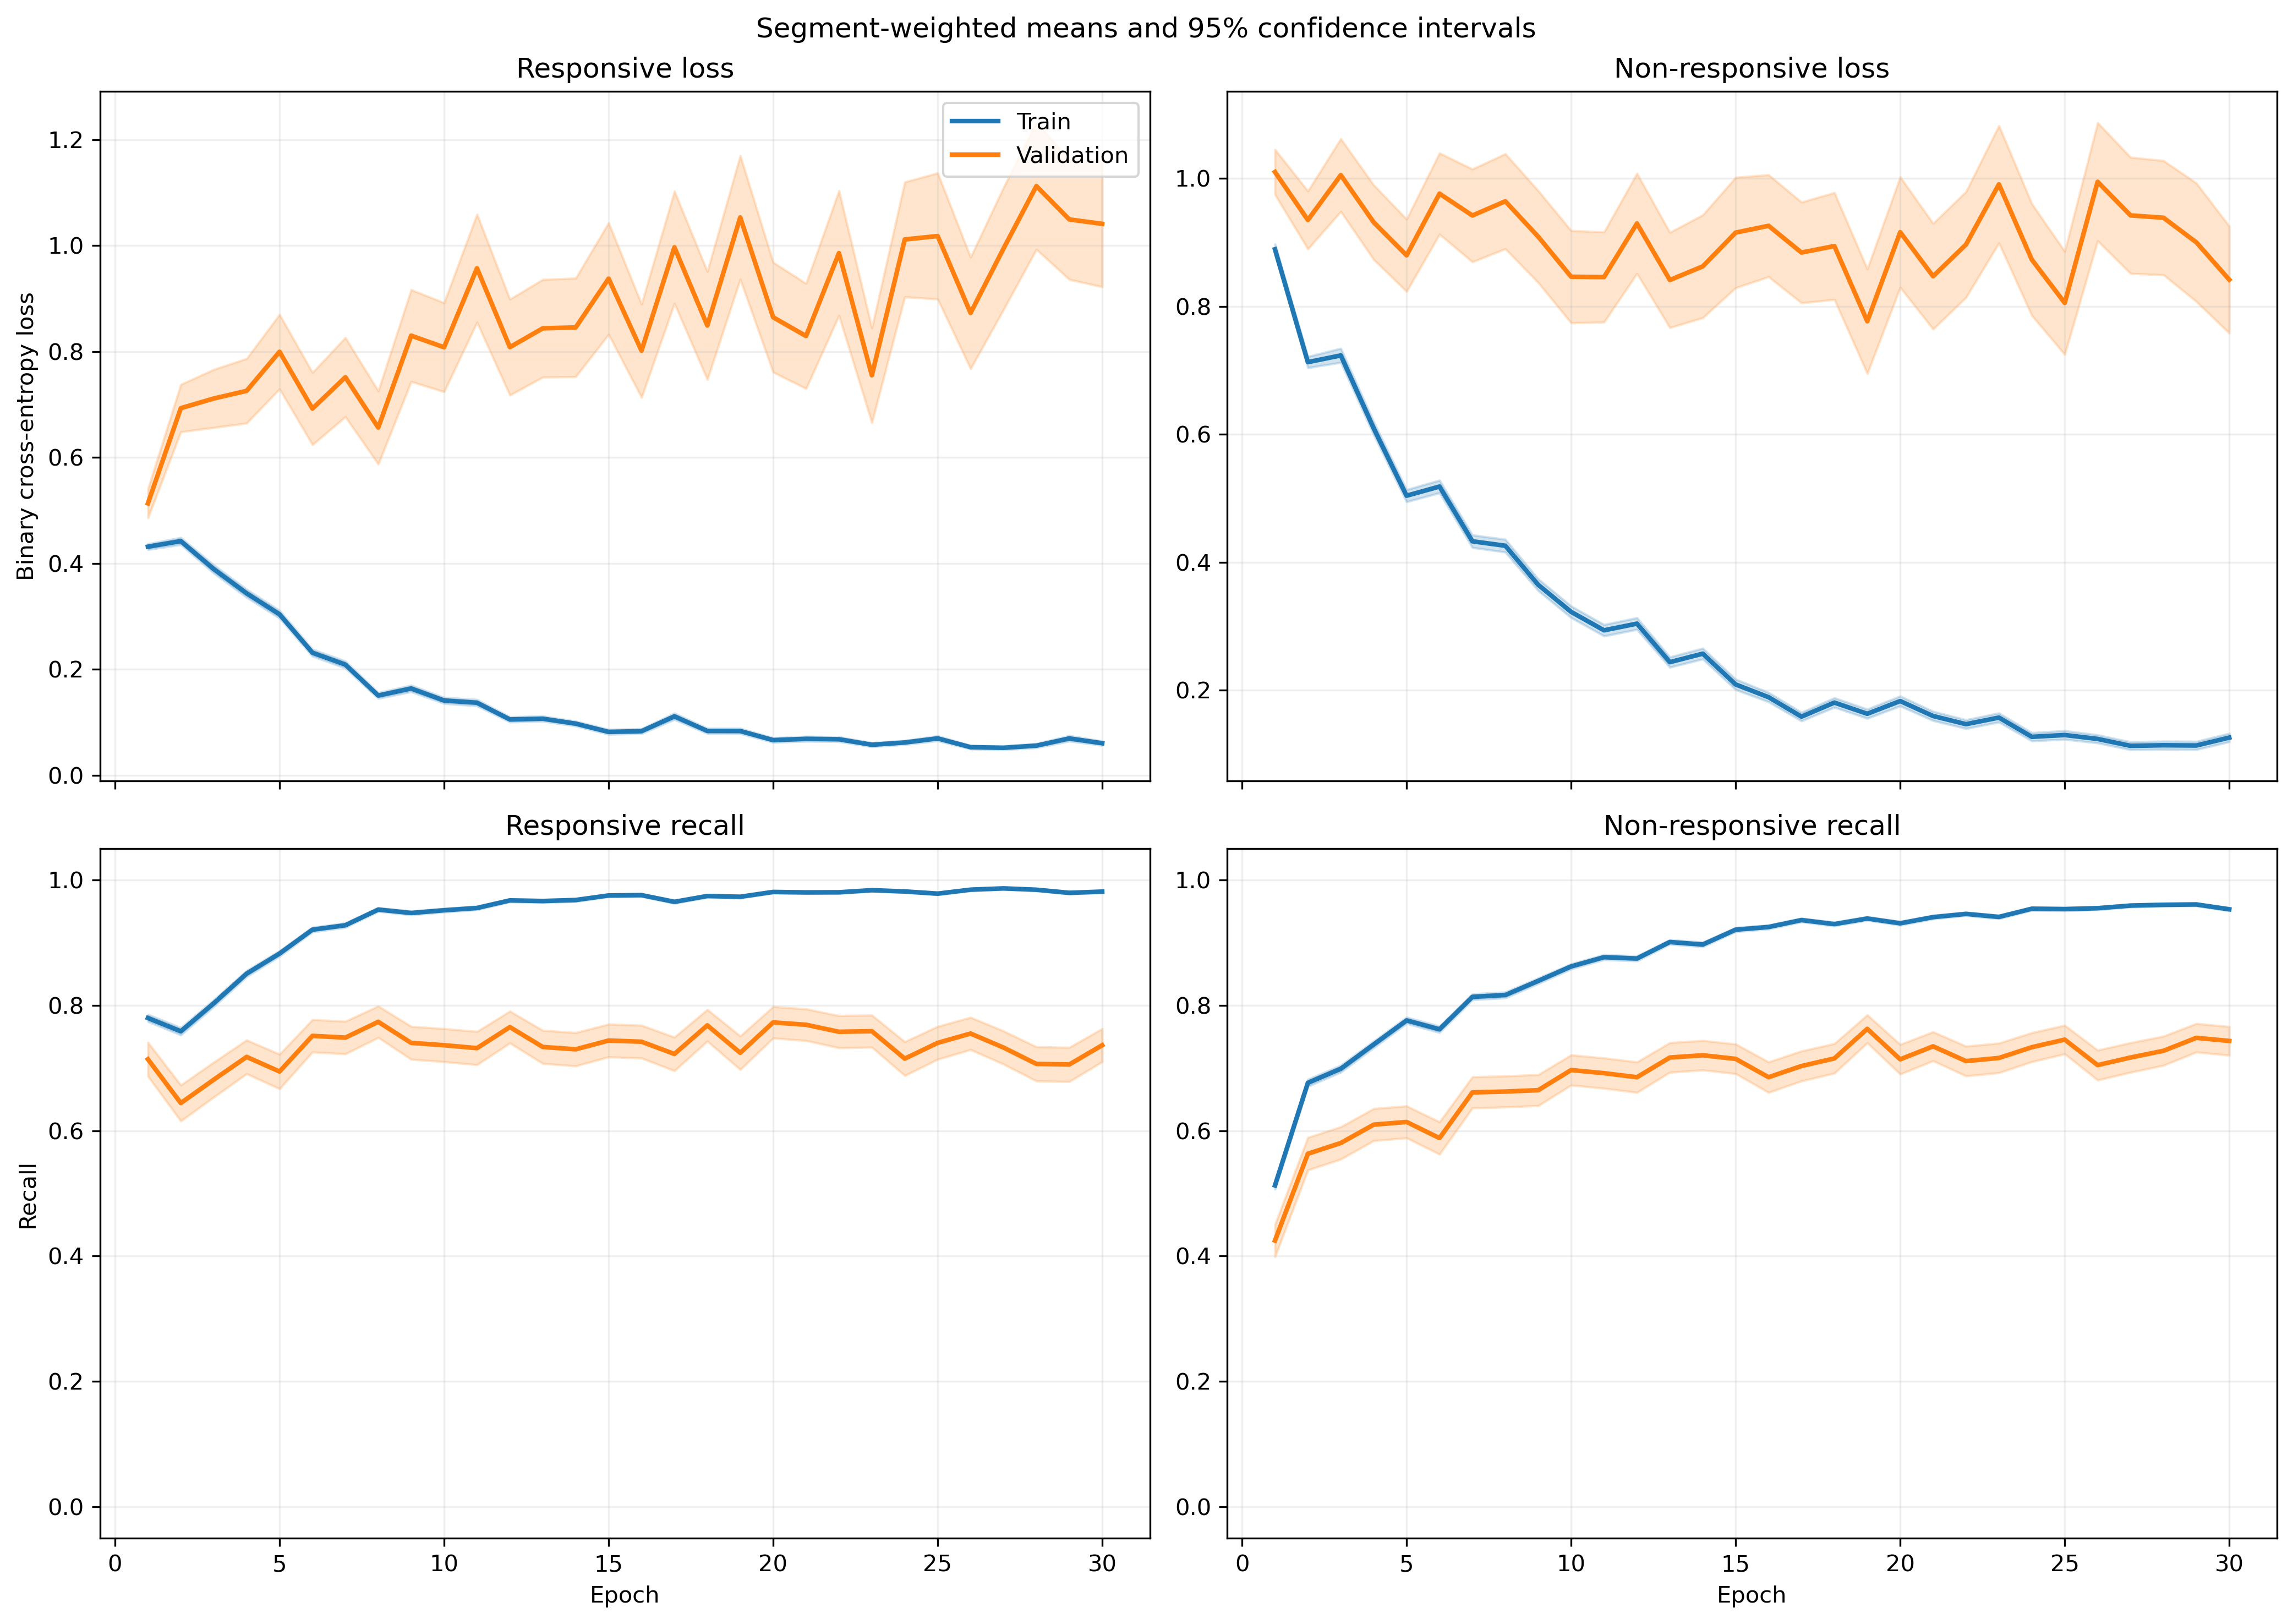 Segment-weighted means and 95% confidence intervals
Responsive loss
Non-responsive loss
Train
Validation
Binary cross-entropy loss
1.2
1.0
0.8
0.6
0.4
0.2
0.0
1.0
0.8
0.6
0.4
0.2
Responsive recall
Non-responsive recall
Recall
1.0
0.8
0.6
0.4
0.2
0.0
0 5 10 15 20 25 30
Epoch
1.0
0.8
0.6
0.4
0.2
0.0
0 5 10 15 20 25 30
Epoch